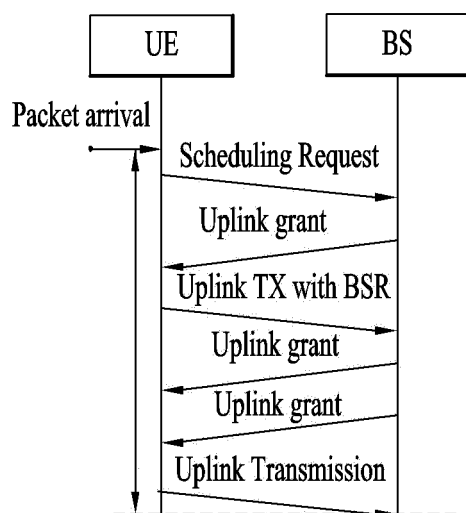 UE
BS
Packet arrival
Scheduling Request
Uplink grant
Uplink TX with BSR
Uplink grant
Uplink grant
Uplink Transmission